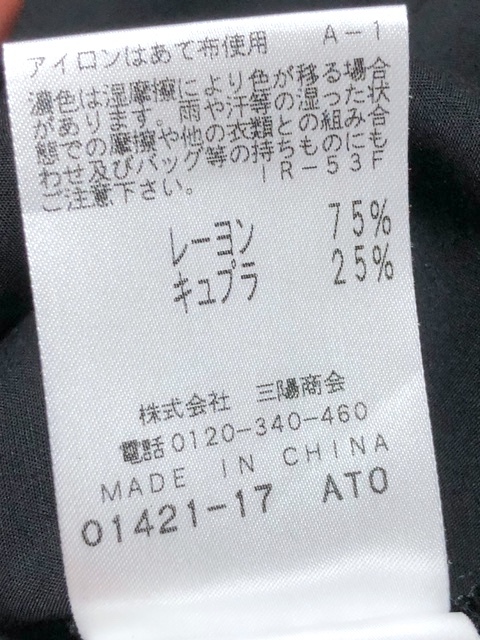 アイロンはあて布使用　A-1
濃色は湿摩擦により色が移る場合
があります。雨や汗等の湿った状
態での摩擦や他の衣類との組み合
わせ及びバッグ等の持ちものにも
ご注意下さい。　ーR-53F
レーヨン　75%
キュプラ　25%
株式会社　三陽商会
電話0120-340-460
MADE IN CHINA
01421-17　ATO